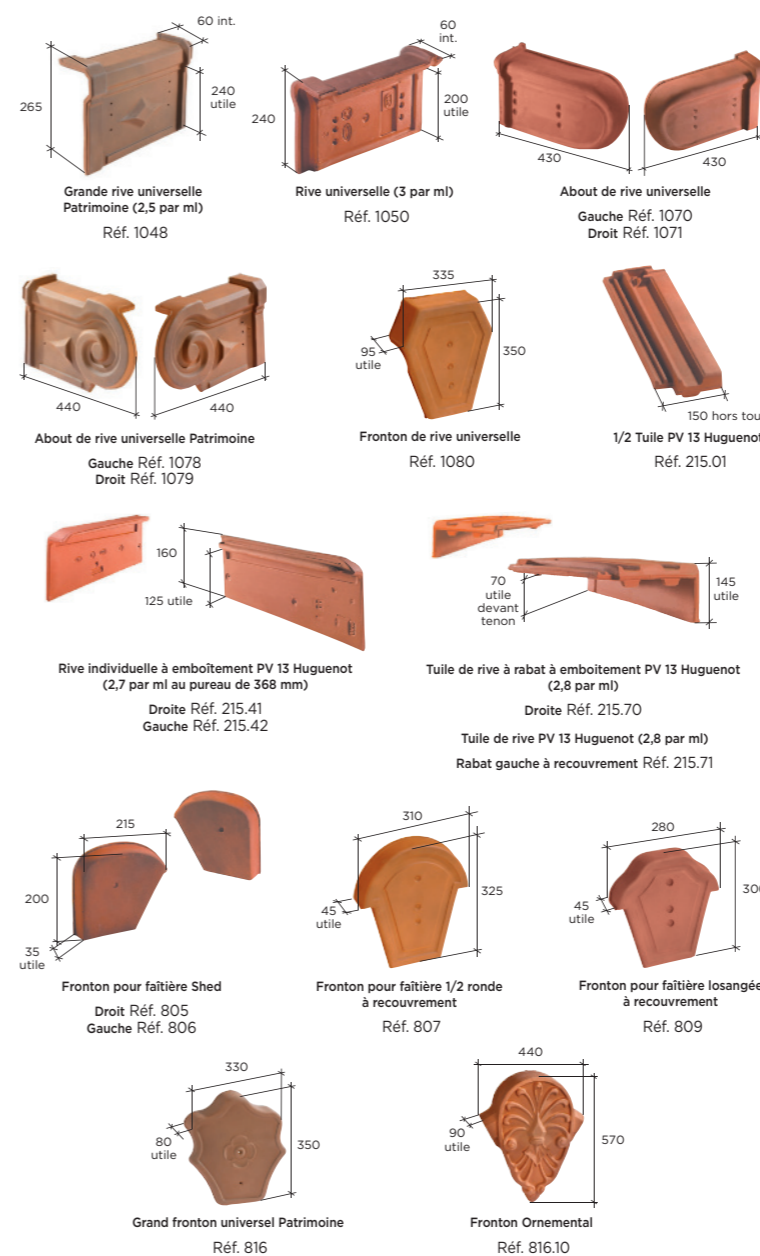 60 int.
265
240
utile
Grande rive universelle
Patrimoine (2,5 par ml)
Réf. 1048
60
int.
240
200
utile
Rive universelle (3 par ml)
Réf. 1050
430
430
About de rive universelle
Gauche Réf. 1070
Droit Réf. 1071
440
440
About de rive universelle Patrimoine
Gauche Réf. 1078
Droit Réf. 1079
335
95
utile
350
Fronton de rive universelle
Réf. 1080
150 hors tou
1/2 Tuile PV 13 Huguenot
Réf. 215.01
160
125 utile
Rive individuelle à emboîtement PV 13 Huguenot
(2,7 par ml au pureau de 368 mm)
Droite Réf. 215.41
Gauche Réf. 215.42
70
utile
devant
tenon
145
utile
Tuile de rive à rabat à emboitement PV 13 Huguenot
(2,8 par ml)
Droite Réf. 215.70
Tuile de rive PV 13 Huguenot (2,8 par ml)
Rabat gauche à recouvrement Réf. 215.71
215
200
35
utile
Fronton pour faîtière Shed
Droit Réf. 805
Gauche Réf. 806
310
45
utile
325
Fronton pour faîtière 1/2 ronde
à recouvrement
Réf. 807
280
45
utile
300
Fronton pour faîtière losangée
à recouvrement
Réf. 809
330
80
utile
350
Grand fronton universel Patrimoine
Réf. 816
440
90
utile
570
Fronton Ornemental
Réf. 816.10